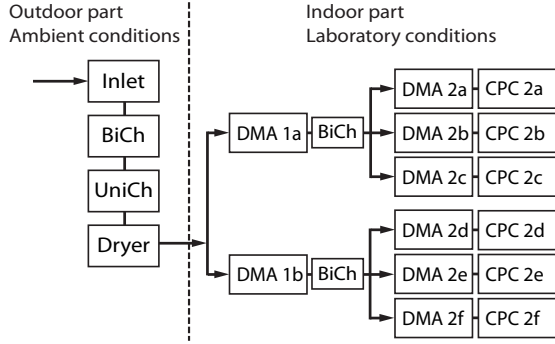 Outdoor part
Ambient conditions
Indoor part
Laboratory conditions
Inlet
BiCh
UniCh
Dryer
DMA 1a
BiCh
DMA 2a
CPC 2a
DMA 2b
CPC 2b
DMA 2c
CPC 2c
DMA 1b
BiCh
DMA 2d
CPC 2d
DMA 2e
CPC 2e
DMA 2f
CPC 2f